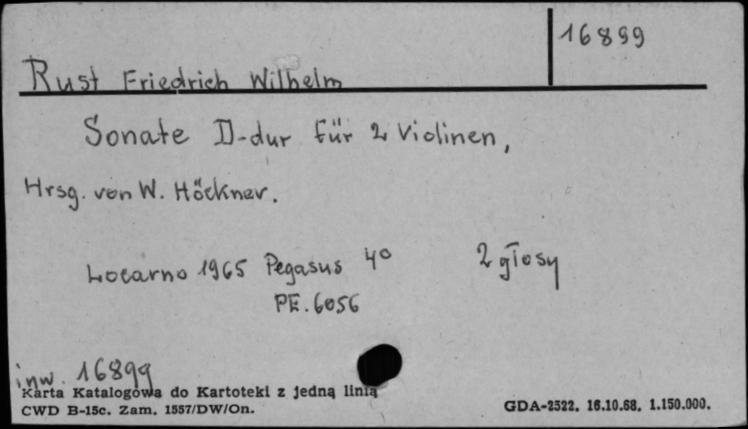 16899
Rust Friedrich Wilhelm
Sonate D-dur für 2 Violinen,
Hrsg. von W. Höckner.
Locarno 1965 Pegasus 4o 2 głosy
PE. 6056
inw. 16899
Karta Katalogowa do Kartoteki z jedną linią
CWD B-15c. Zam. 1557/DW/On.
GDA-2522. 16.10.68. 1.150.000.